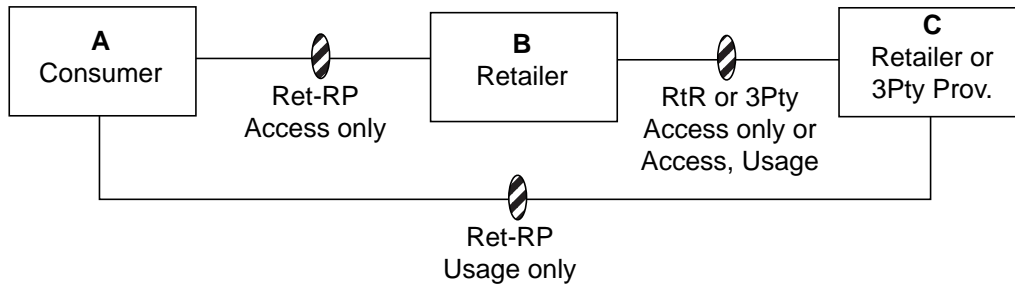 A
Consumer
Ret-RP
Access only
B
Retailer
RtR or 3Pty
Access only or
Access, Usage
C
Retailer or
3Pty Prov.
Ret-RP
Usage only